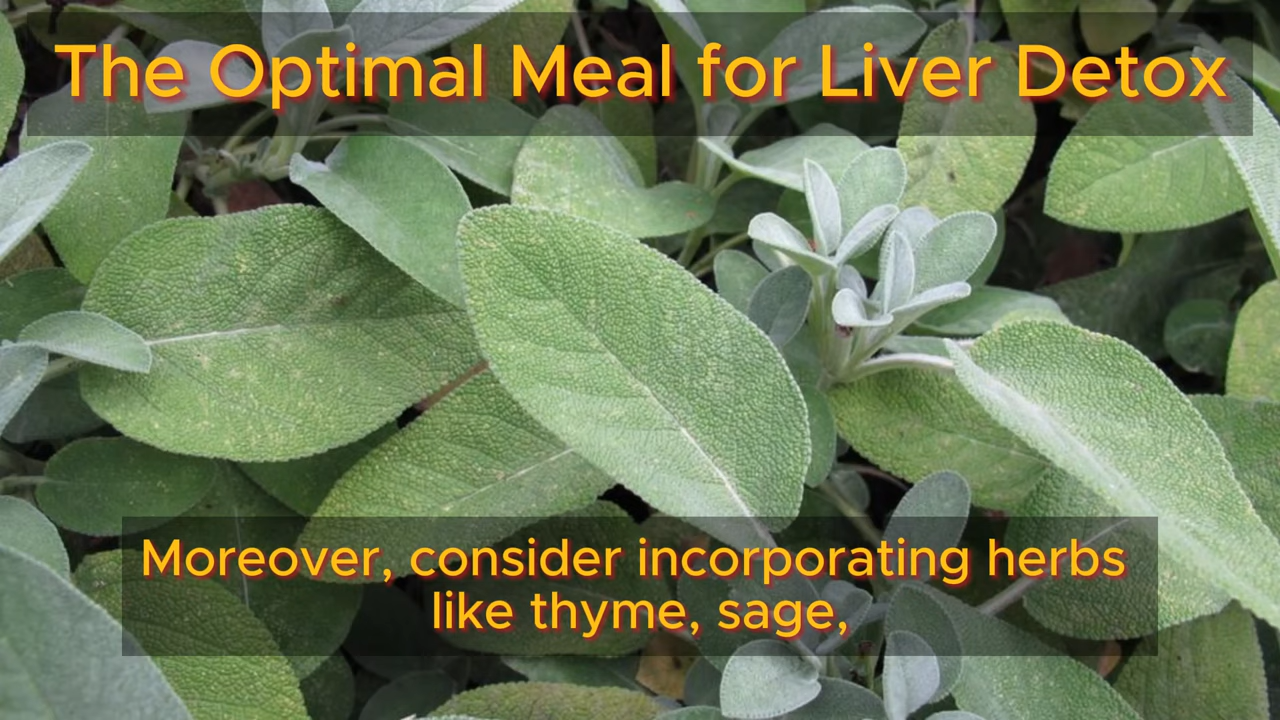 The Optimal Meal for Liver Detox
Moreover, consider incorporating herbs
like thyme, sage,